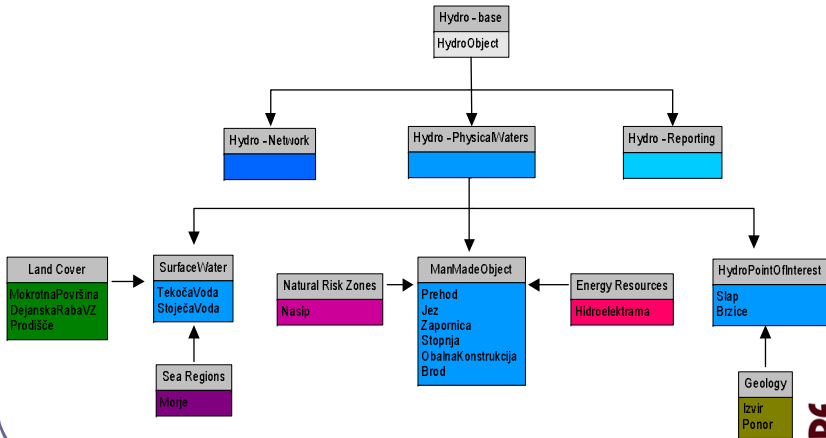 Hydro - base
HydroObject
Hydro - Network
Hydro - PhysicalWaters
Hydro - Reporting
Land Cover
MokrotnaPovršina
DejanskaRabaVZ
Prodišče
SurfaceWater
TekočaVoda
StoječaVoda
Natural Risk Zones
Nasip
ManMadeObject
Prehod
Jez
Zapornica
Stopnja
ObalnaKonstrukcija
Brod
Energy Resources
Hidroelektrarna
HydroPointOfInterest
Slap
Brzice
Sea Regions
Morje
Geology
Izvir
Ponor